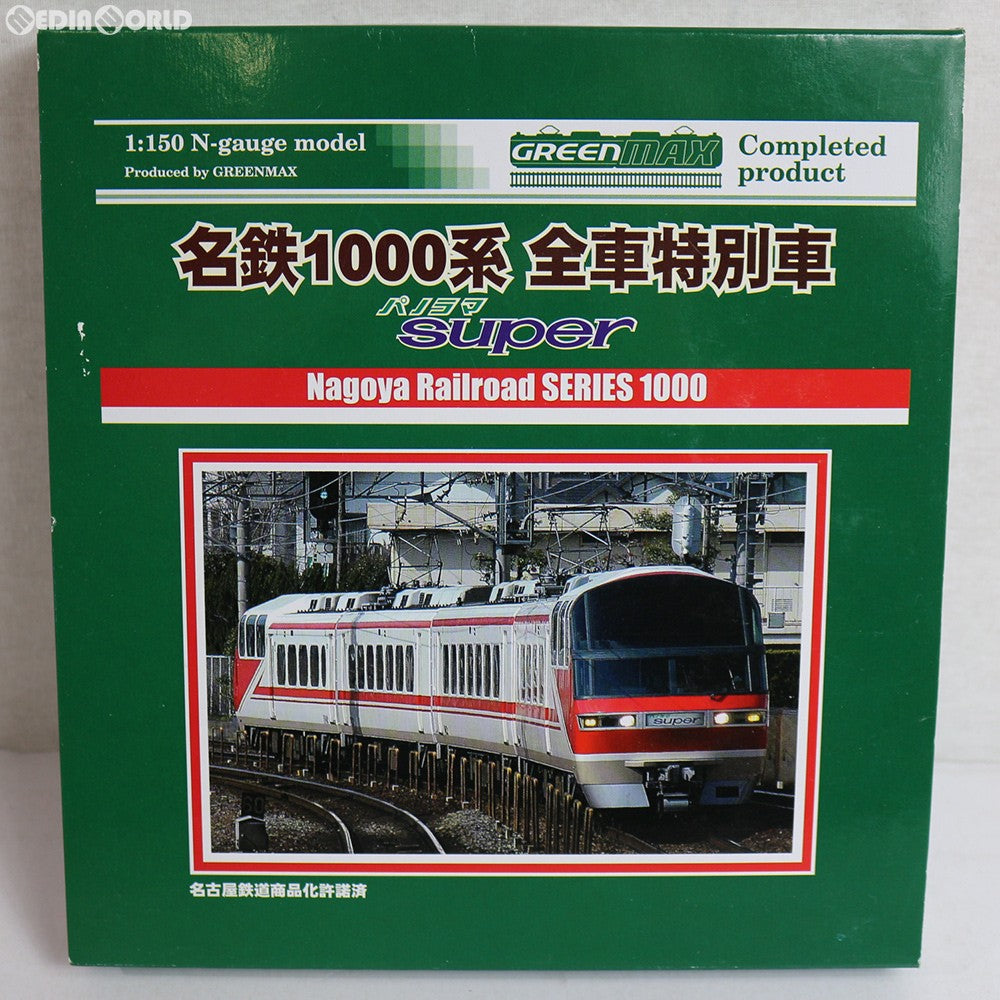 MEDIAWORLD
1:150 N-gauge model
Produced by GREENMAX
GREENMAX
Completed
product
名鉄1000系 全車特別車
パノラマ
super
Nagoya Railroad SERIES 1000
super
名古屋鉄道商品化許諾済